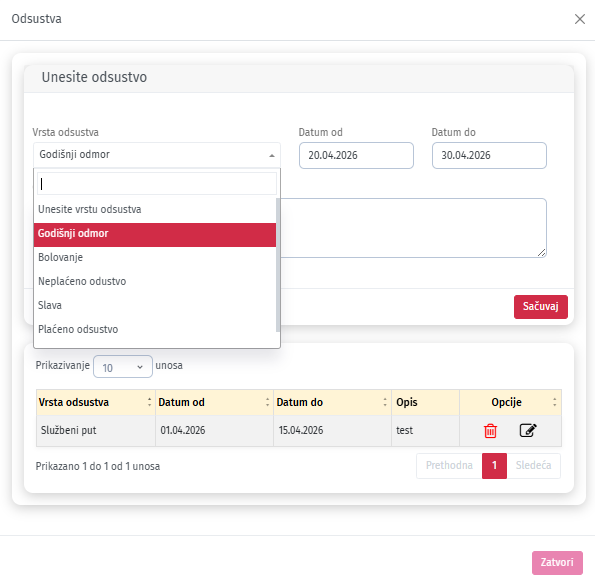 Odsustva
Unesite odsustvo
Vrsta odsustva Datum od Datum do
Godišnji odmor 20.04.2026 30.04.2026
Unesite vrstu odsustva
Godišnji odmor
Bolovanje
Neplaćeno odustvo
Slava
Plaćeno odsustvo
Sačuvaj
Prikazivanje 10 unosa
Vrsta odsustva Datum od Datum do Opis Opcije
Službeni put 01.04.2026 15.04.2026 test
Prikazano 1 do 1 od 1 unosa Prethodna 1 Sledeća
Zatvori